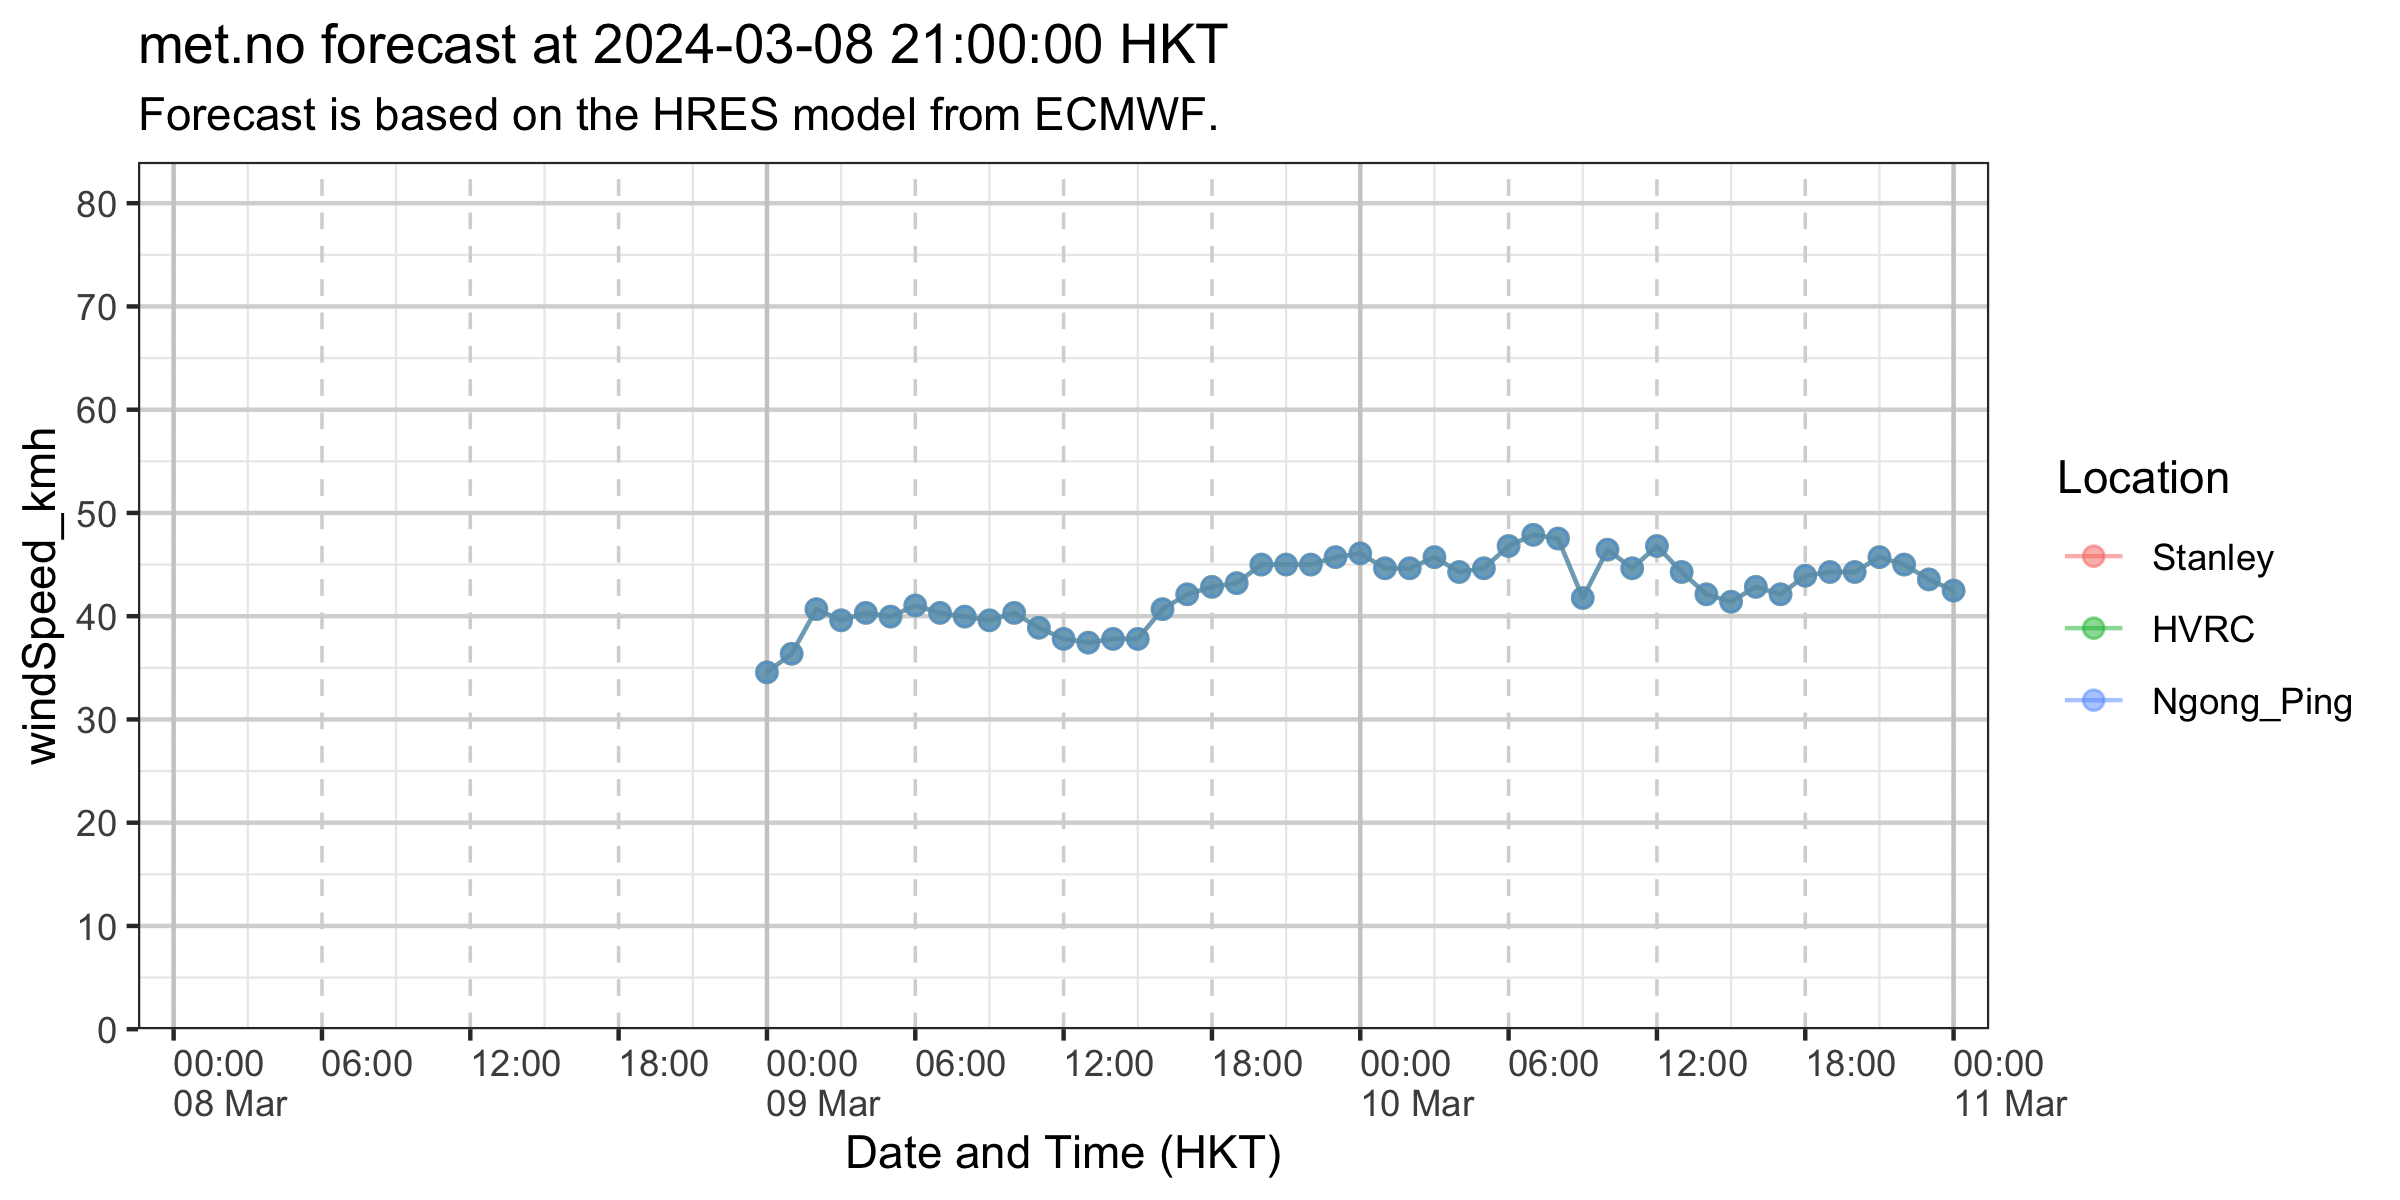 met.no forecast at 2024-03-08 21:00:00 HKT
Forecast is based on the HRES model from ECMWF.
windSpeed_kmh
80
70
60
50
40
30
20
10
0
00:00 06:00 12:00 18:00 00:00 06:00 12:00 18:00 00:00 06:00 12:00 18:00 00:00
08 Mar 09 Mar 10 Mar 11 Mar
Date and Time (HKT)
Location
Stanley
HVRC
Ngong_Ping